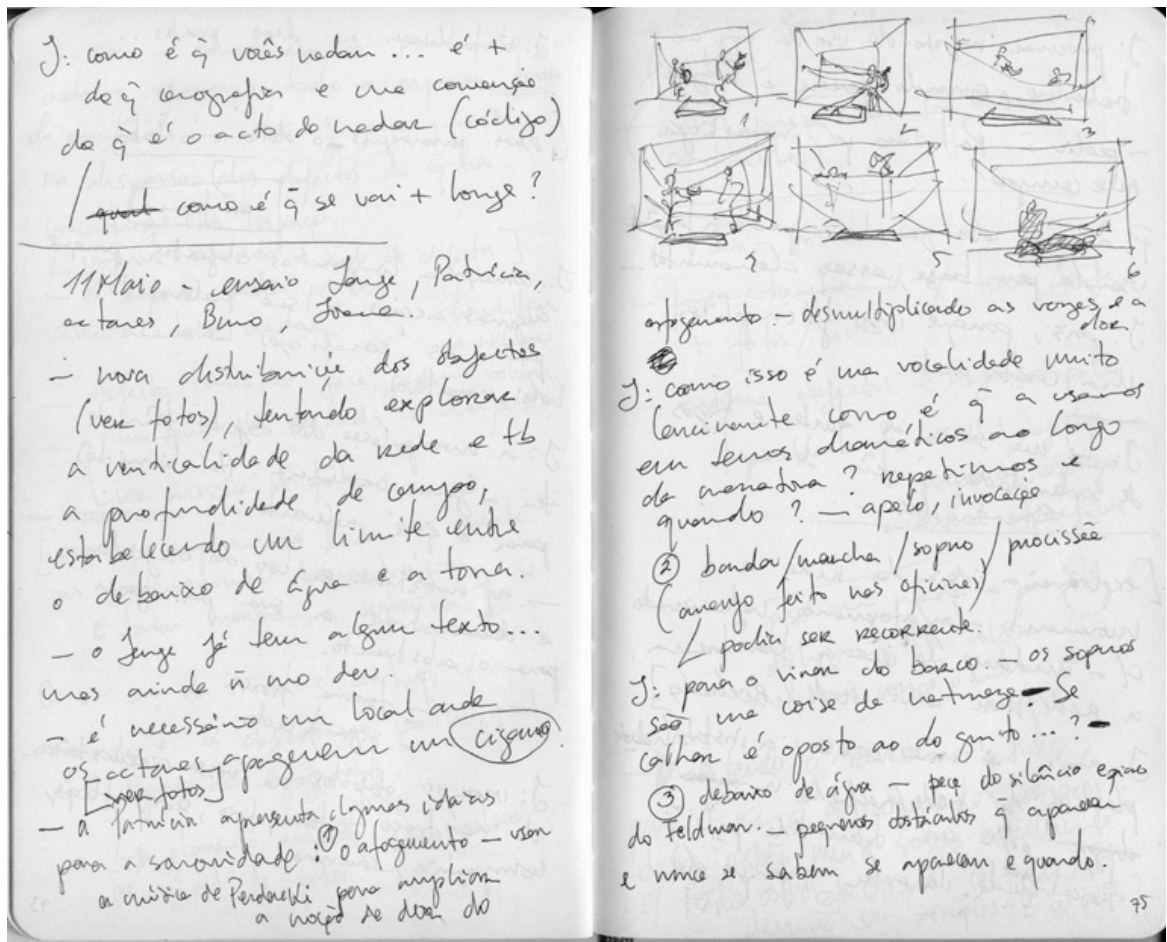 J: como é q̃ vocês nadam... é +
do q̃ coreografia e uma convenção
do q̃ é o acto do nadar (código)
/ qual como é q̃ se vai + longe?
11 Maio - ensaio Jorge, Patrícia,
actores, Bruno, Joana
- nova distribuição dos objectos
(ver fotos), tentando explorar
a verticalidade da rede e tb
a profundidade de campo,
estabelecendo um limite entre
o debaixo de água e a tona.
- o Jorge já tem algum texto...
mas ainda ñ mo deu.
- é necessário um local onde
os actores apaguem um cigarro.
[ver fotos]
- a Patrícia apresenta algumas ideias
para a sonoridade: ① o afogamento - usar
a música de Penderecki para ampliar
a noção de dor do
1
3
5
6
afogamento - desmultiplicando as vozes e a
dor
J: como isso é uma vocalidade muito
lancinante como é q̃ a usamos
em termos dramáticos ao longo
da narrativa? repetimos e
quando? - apelo, invocação
② banda/marcha/sopro/procissão
(arranjo feito nas oficinas)
podia ser recorrente.
J: para o virar do barco - os sopros
são uma coisa de natureza - Se
calhar é oposto ao do grito...? -
③ debaixo de água - peça do silêncio
do Feldman. - pequenos obstáculos q̃ aparecem
e nunca se sabem se aparecem e quando.
75